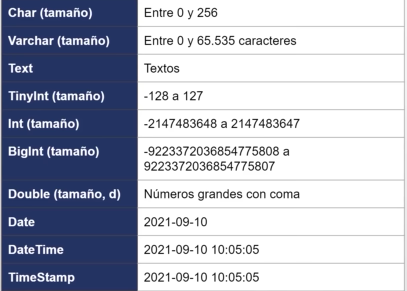 Char (tamaño) Entre 0 y 256
Varchar (tamaño) Entre 0 y 65.535 caracteres
Text Textos
TinyInt (tamaño) -128 a 127
Int (tamaño) -2147483648 a 2147483647
BigInt (tamaño) -9223372036854775808 a
9223372036854775807
Double (tamaño, d) Números grandes con coma
Date 2021-09-10
DateTime 2021-09-10 10:05:05
TimeStamp 2021-09-10 10:05:05